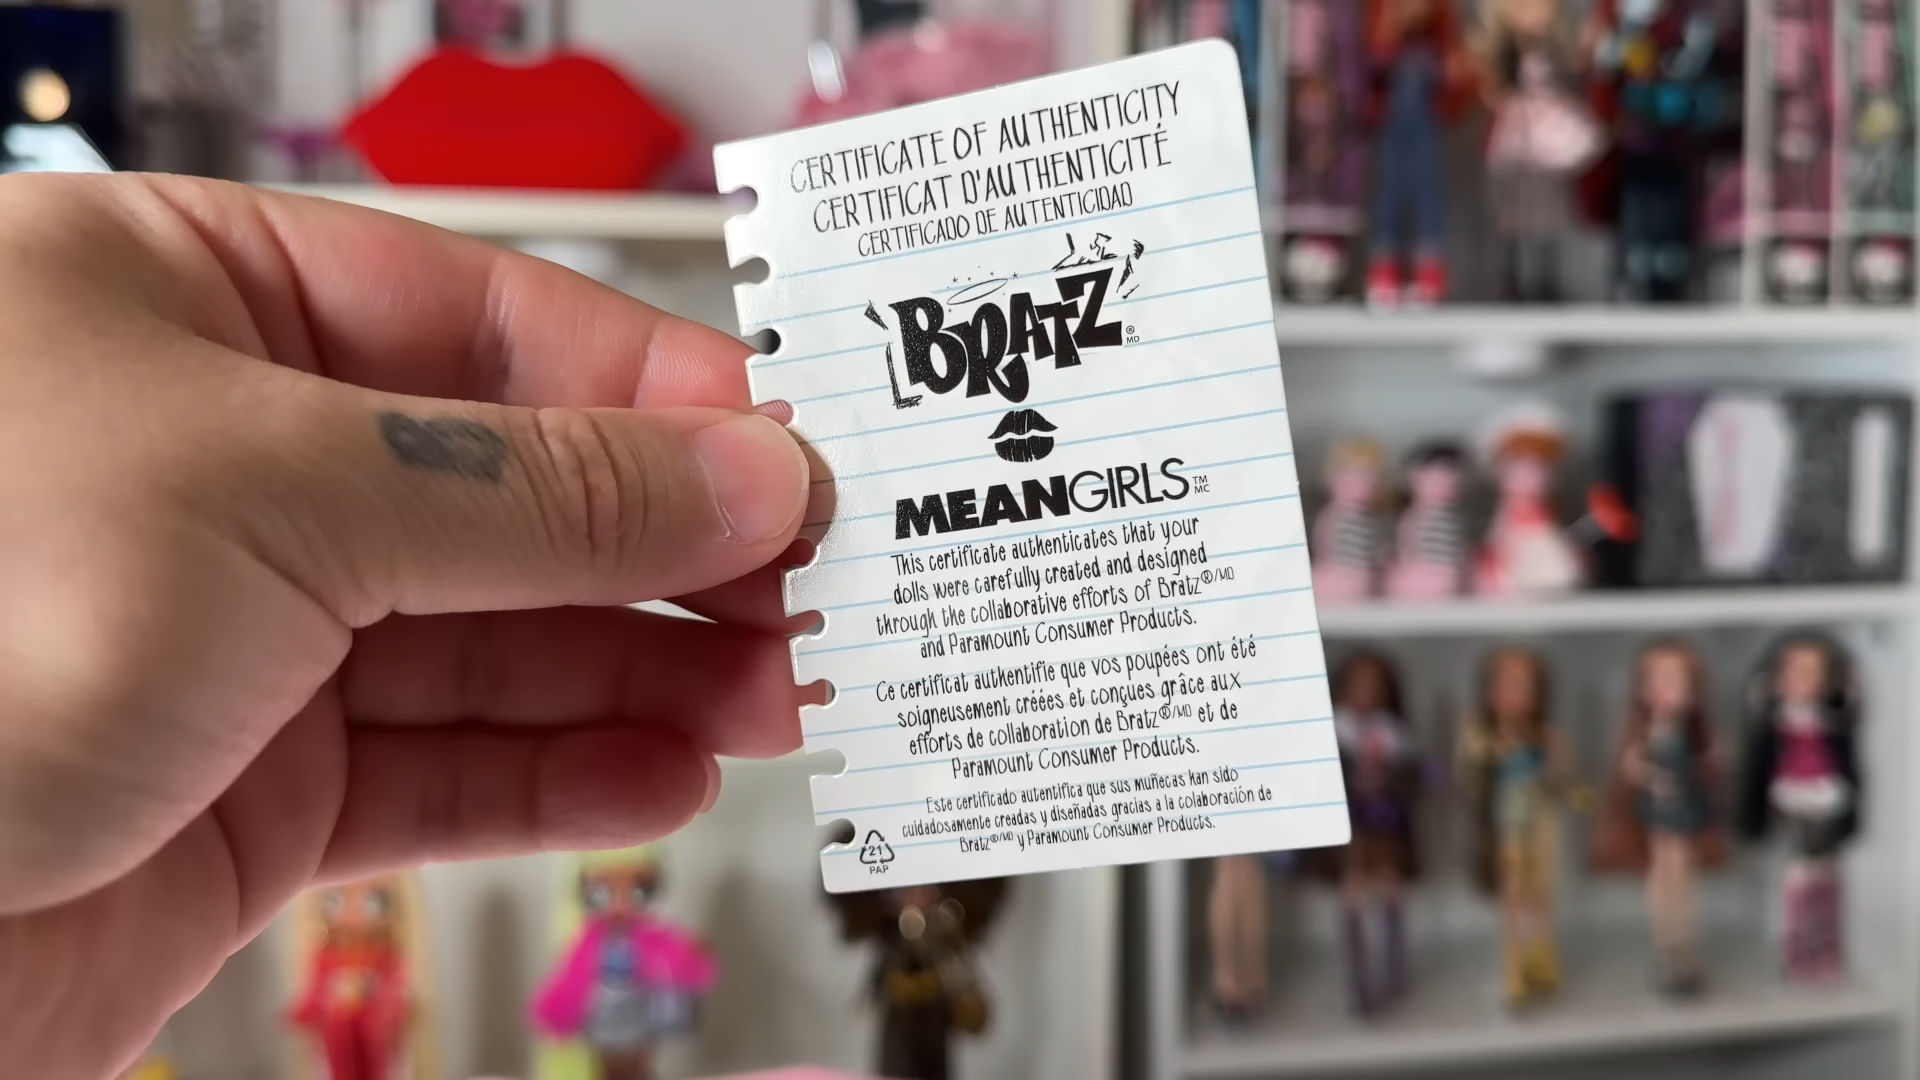 CERTIFICATE OF AUTHENTICITY
CERTIFICAT D'AUTHENTICITÉ
CERTIFICADO DE AUTENTICIDAD
BRATZ ®
MD
MEANGIRLS TM
MC
This certificate authenticates that your
dolls were carefully created and designed
through the collaborative efforts of Bratz®/MD
and Paramount Consumer Products.
Ce certificat authentifie que vos poupées ont été
soigneusement créées et conçues grâce aux
efforts de collaboration de Bratz®/MD et de
Paramount Consumer Products.
Este certificado autentifica que sus muñecas han sido
cuidadosamente creadas y diseñadas gracias a la colaboración de
Bratz®/MD y Paramount Consumer Products.
21
PAP